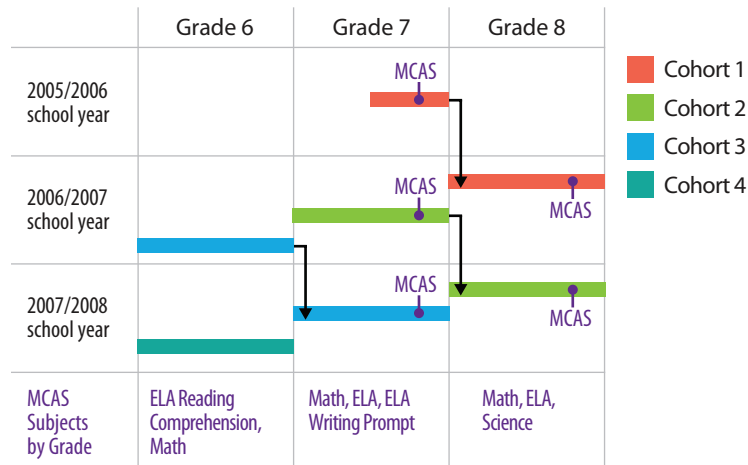 Grade 6
Grade 7
Grade 8
2005/2006
school year
MCAS
2006/2007
school year
MCAS
MCAS
2007/2008
school year
MCAS
MCAS
MCAS
Subjects
by Grade
ELA Reading
Comprehension,
Math
Math, ELA, ELA
Writing Prompt
Math, ELA,
Science
Cohort 1
Cohort 2
Cohort 3
Cohort 4